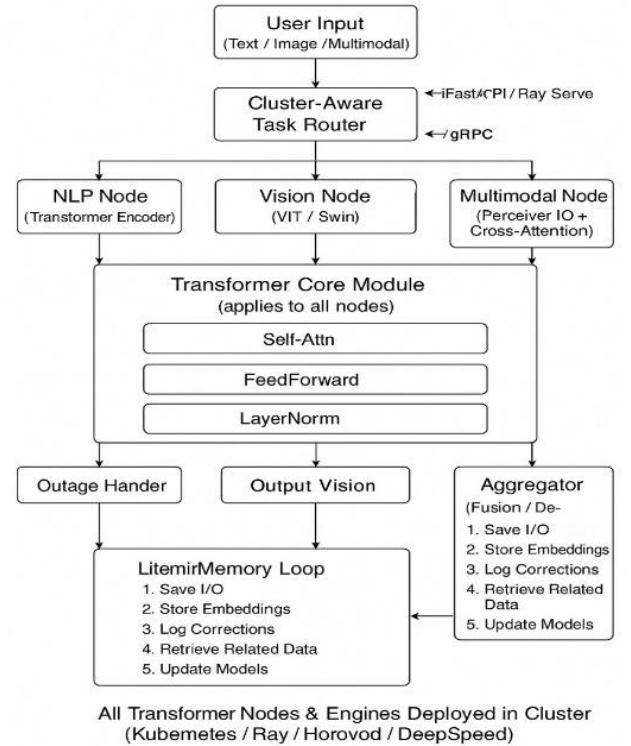 User Input
(Text / Image /Multimodal)
Cluster-Aware
Task Router
/ Ray Serve
gRPC
NLP Node
(Transtormer Encoder)
Vision Node
(VIT / Swin)
Multimodal Node
(Perceiver IO +
Cross-Attention)
Transformer Core Module
(applies to all nodes)
Self-Attn
FeedForward
LayerNorm
Outage Hander
Output Vision
Aggregator
(Fusion / De-
1. Save I/O
2. Store Embeddings
3. Log Corrections
4. Retrieve Related
Data
5. Update Models
LitemirMemory Loop
1. Save I/O
2. Store Embeddings
3. Log Corrections
4. Retrieve Related Data
5. Update Models
All Transformer Nodes & Engines Deployed in Cluster
(Kubemetes / Ray / Horovod / DeepSpeed)